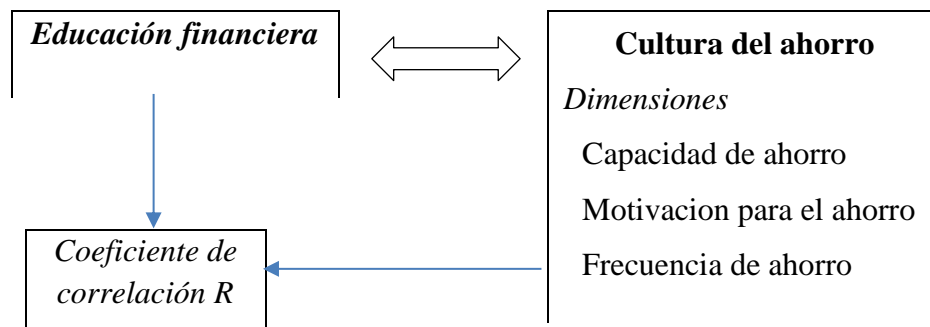 Educación financiera
Cultura del ahorro
Dimensiones
Capacidad de ahorro
Motivacion para el ahorro
Frecuencia de ahorro
Coeficiente de
correlación R